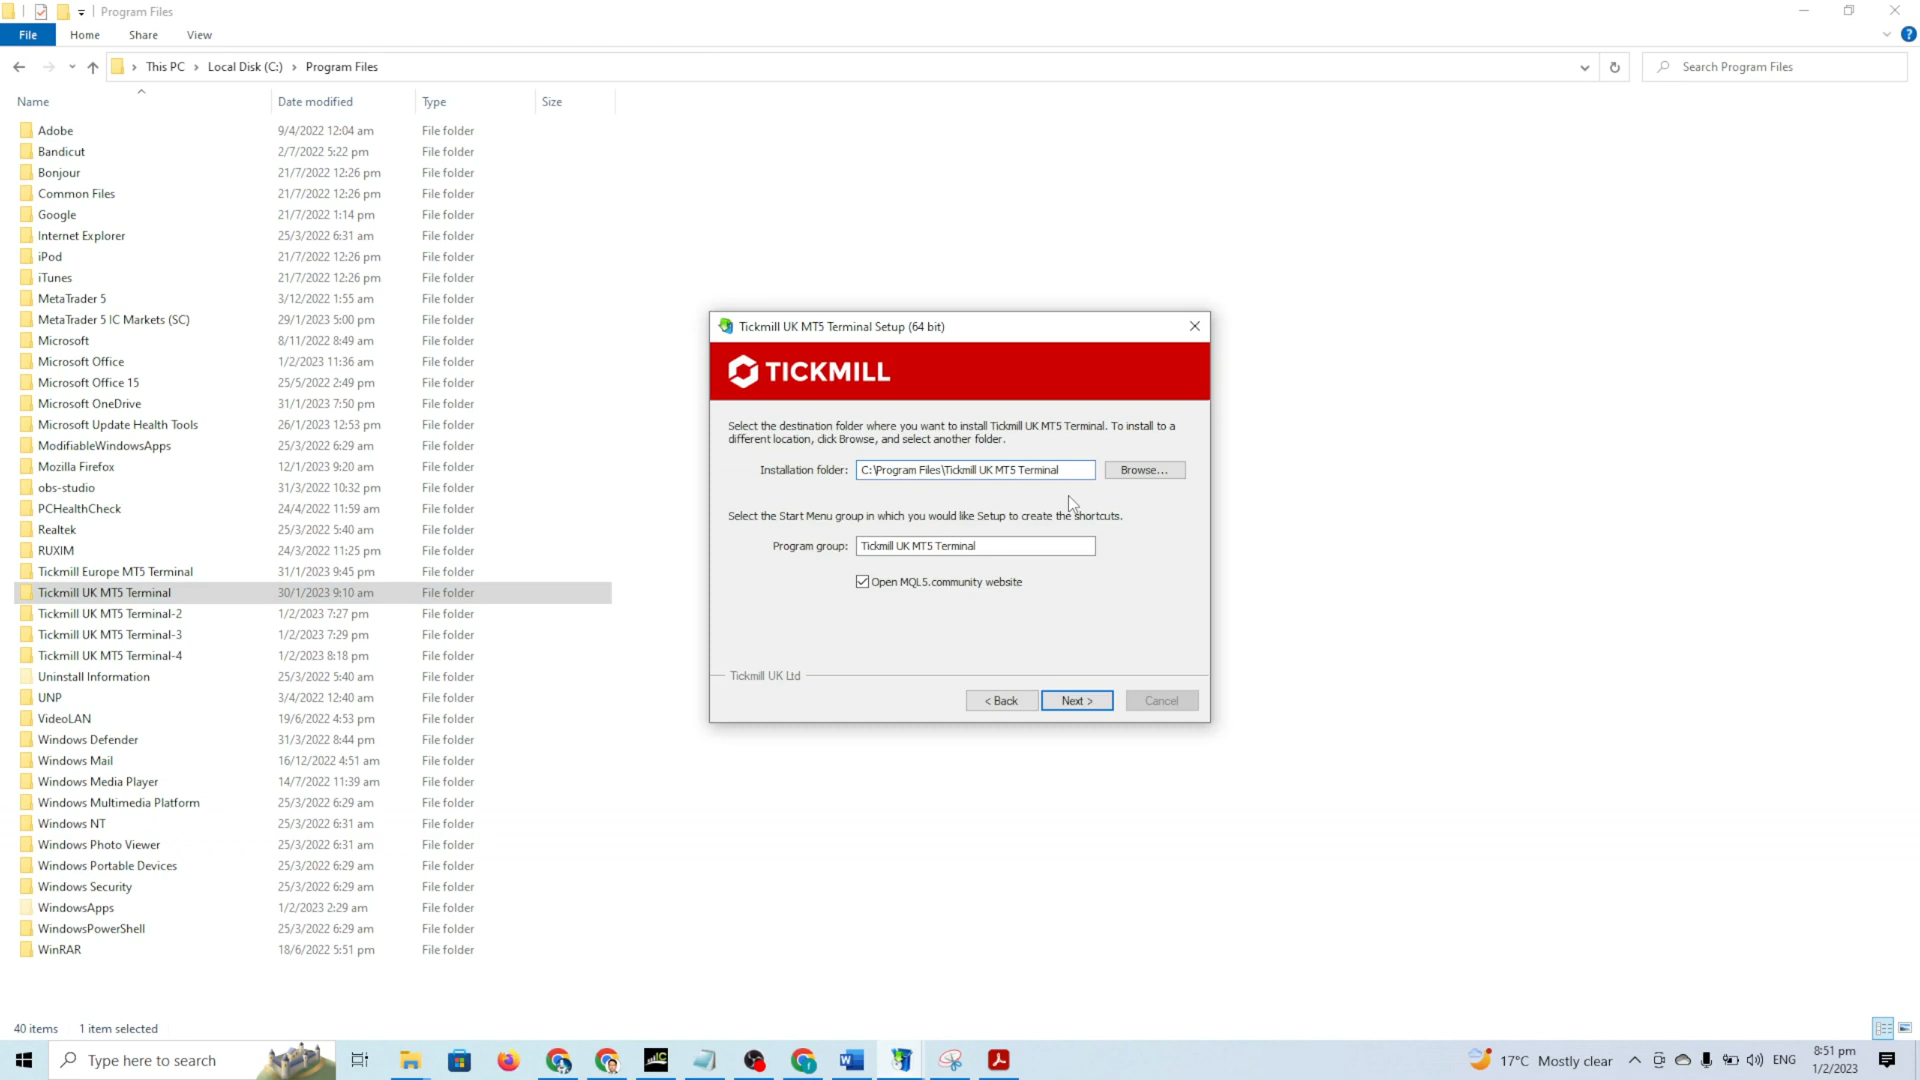 Program Files
File Home Share View
This PC Local Disk (C:) Program Files
Search Program Files
Name Date modified Type Size
Adobe 9/4/2022 12:04 am File folder
Bandicut 2/7/2022 5:22 pm File folder
Bonjour 21/7/2022 12:26 pm File folder
Common Files 21/7/2022 12:26 pm File folder
Google 21/7/2022 1:14 pm File folder
Internet Explorer 25/3/2022 6:31 am File folder
iPod 21/7/2022 12:26 pm File folder
iTunes 21/7/2022 12:26 pm File folder
MetaTrader 5 3/12/2022 1:55 am File folder
MetaTrader 5 IC Markets (SC) 29/1/2023 5:00 pm File folder
Microsoft 8/11/2022 8:49 am File folder
Microsoft Office 1/2/2023 11:36 am File folder
Microsoft Office 15 25/5/2022 2:49 pm File folder
Microsoft OneDrive 31/1/2023 7:50 pm File folder
Microsoft Update Health Tools 26/1/2023 12:53 pm File folder
ModifiableWindowsApps 25/3/2022 6:29 am File folder
Mozilla Firefox 12/1/2023 9:20 am File folder
obs-studio 31/3/2022 10:32 pm File folder
PCHealthCheck 24/4/2022 11:59 am File folder
Realtek 25/3/2022 5:40 am File folder
RUXIM 24/3/2022 11:25 pm File folder
Tickmill Europe MT5 Terminal 31/1/2023 9:45 pm File folder
Tickmill UK MT5 Terminal 30/1/2023 9:10 am File folder
Tickmill UK MT5 Terminal-2 1/2/2023 7:27 pm File folder
Tickmill UK MT5 Terminal-3 1/2/2023 7:29 pm File folder
Tickmill UK MT5 Terminal-4 1/2/2023 8:18 pm File folder
Uninstall Information 25/3/2022 5:40 am File folder
UNP 3/4/2022 12:40 am File folder
VideoLAN 19/6/2022 4:53 pm File folder
Windows Defender 31/3/2022 8:44 pm File folder
Windows Mail 16/12/2022 4:51 am File folder
Windows Media Player 14/7/2022 11:39 am File folder
Windows Multimedia Platform 25/3/2022 6:29 am File folder
Windows NT 25/3/2022 6:31 am File folder
Windows Photo Viewer 25/3/2022 6:31 am File folder
Windows Portable Devices 25/3/2022 6:29 am File folder
Windows Security 25/3/2022 6:29 am File folder
WindowsApps 1/2/2023 2:29 am File folder
WindowsPowerShell 25/3/2022 6:29 am File folder
WinRAR 18/6/2022 5:51 pm File folder
40 items 1 item selected
Tickmill UK MT5 Terminal Setup (64 bit)
TICKMILL
Select the destination folder where you want to install Tickmill UK MT5 Terminal. To install to a
different location, click Browse, and select another folder.
Installation folder: C:\Program Files\Tickmill UK MT5 Terminal Browse...
Select the Start Menu group in which you would like Setup to create the shortcuts.
Program group: Tickmill UK MT5 Terminal
Open MQL5.community website
Tickmill UK Ltd
< Back Next > Cancel
Type here to search
17°C Mostly clear ENG
8:51 pm
1/2/2023